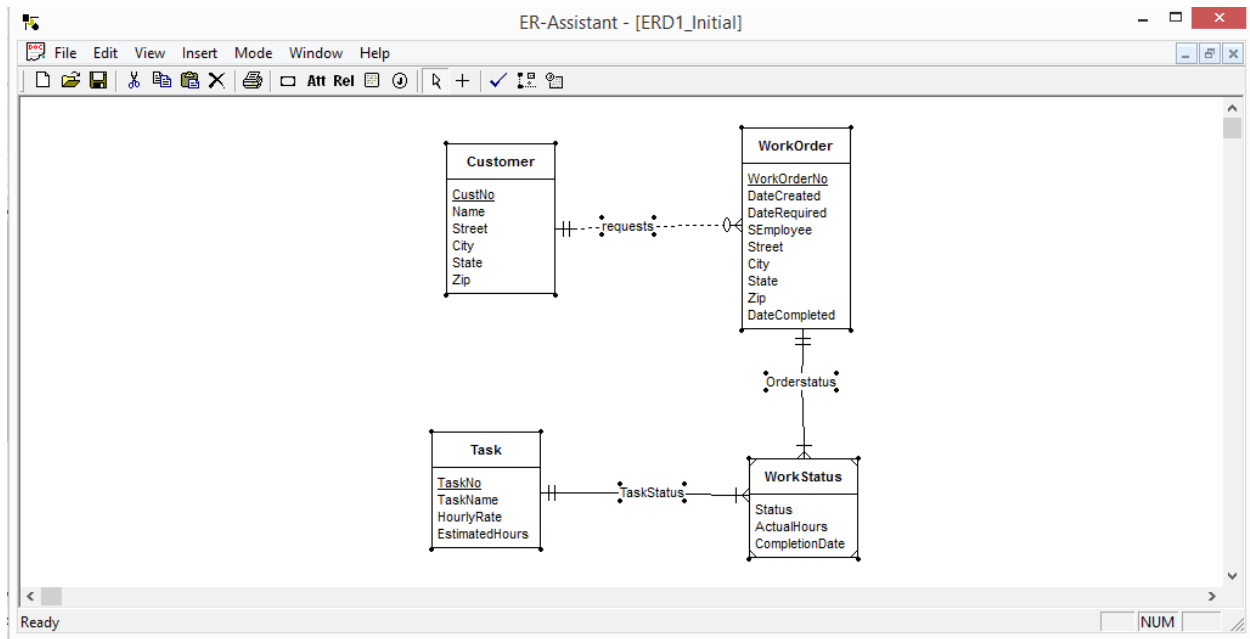 ER-Assistant - [ERD1_Initial]
File Edit View Insert Mode Window Help
Att Rel
Customer
CustNo
Name
Street
City
State
Zip
requests
WorkOrder
WorkOrderNo
DateCreated
DateRequired
SEmployee
Street
City
State
Zip
DateCompleted
Orderstatus
Task
TaskNo
TaskName
HourlyRate
EstimatedHours
TaskStatus
WorkStatus
Status
ActualHours
CompletionDate
Ready
NUM